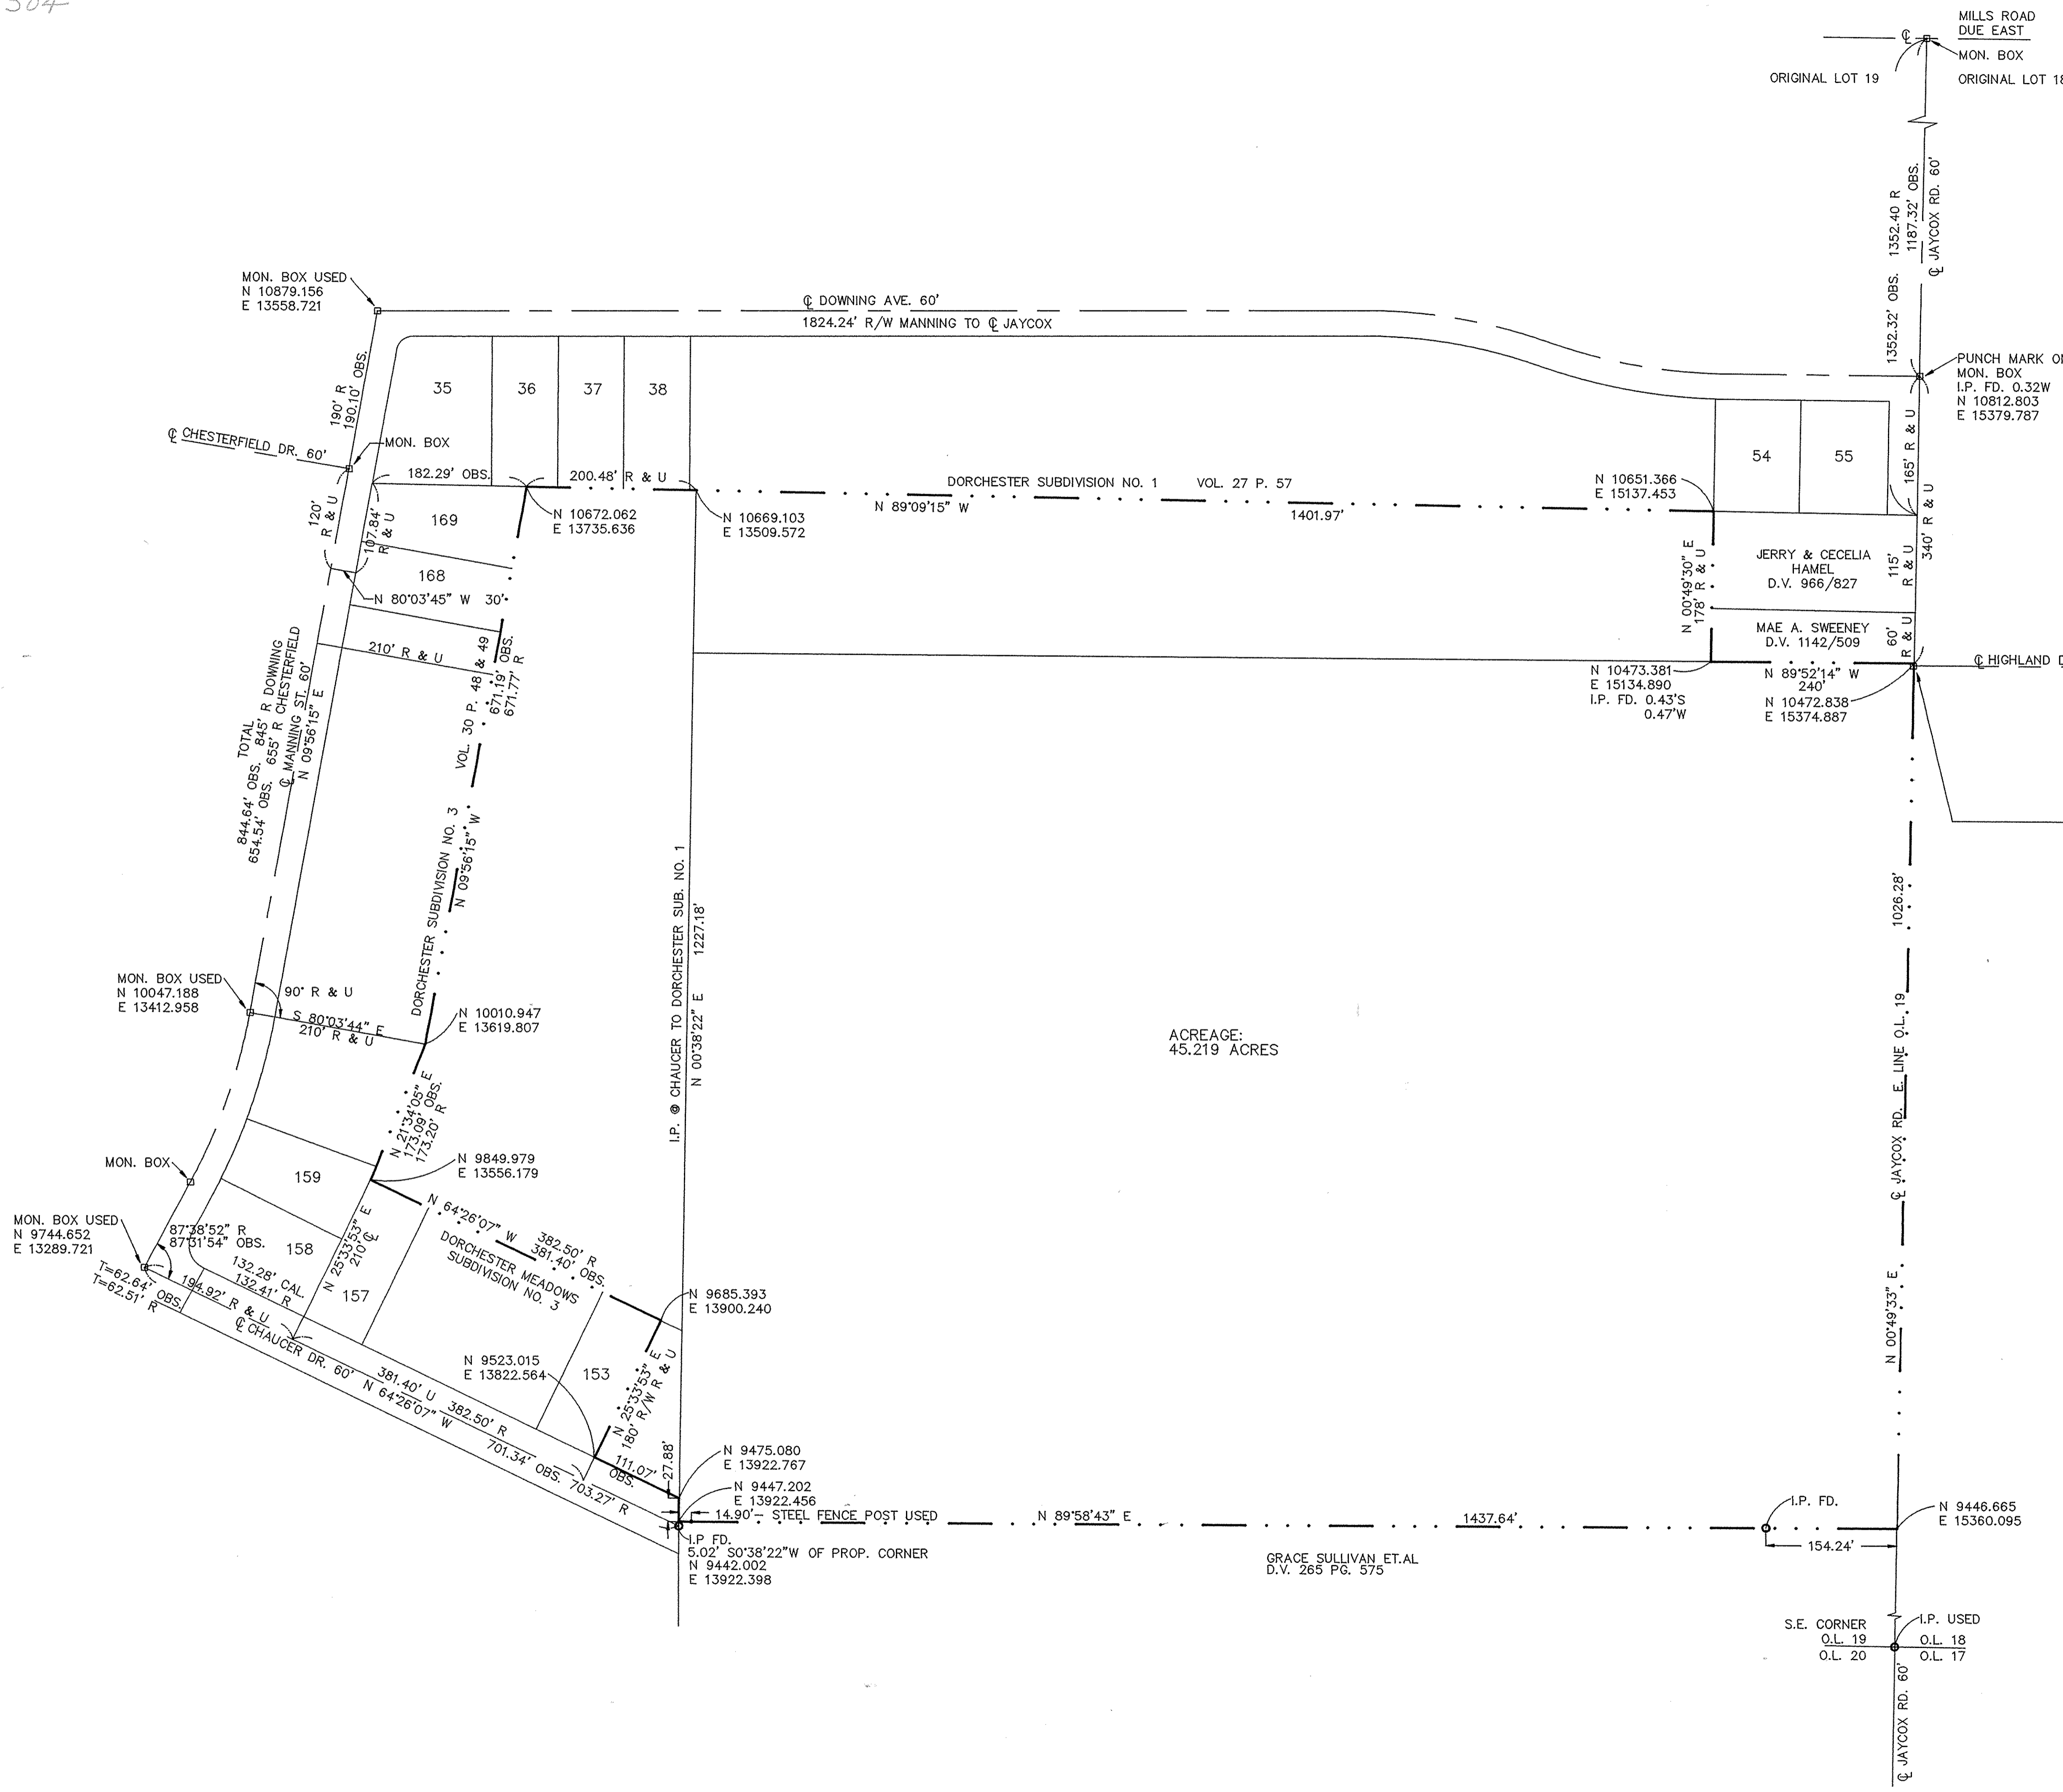 304
MILLS ROAD
DUE EAST
℄
MON. BOX
ORIGINAL LOT 19
ORIGINAL LOT 18
1352.32' OBS. 1352.40 R
1187.32' OBS.
℄ JAYCOX RD. 60'
MON. BOX USED
N 10879.156
E 13558.721
℄ DOWNING AVE. 60'
1824.24' R/W MANNING TO ℄ JAYCOX
190' R
190.10' OBS.
PUNCH MARK
MON. BOX
I.P. FD. 0.32W
N 10812.803
E 15379.787
35
36
37
38
℄ CHESTERFIELD DR. 60'
MON. BOX
54
55
165' R & U
340' R & U
182.29' OBS.
200.48' R & U
DORCHESTER SUBDIVISION NO. 1 VOL. 27 P. 57
N 89°09'15" W
1401.97'
N 10651.366
E 15137.453
120'
R & U
107.84'
R & U
169
N 10672.062
E 13735.636
N 10669.103
E 13509.572
168
N 80°03'45" W 30'
210' R & U
N 00°49'30" E
178' R & U
JERRY & CECELIA
HAMEL
D.V. 966/827
115'
R & U
MAE A. SWEENEY
D.V. 1142/509
60'
R & U
℄ HIGHLAND
N 10473.381
E 15134.890
I.P. FD. 0.43'S
0.47'W
N 89°52'14" W
240'
N 10472.838
E 15374.887
TOTAL
844.64' OBS. 845' R DOWNING
654.54' OBS. 655' R CHESTERFIELD
℄ MANNING ST. 60'
N 09°56'15" E
DORCHESTER SUBDIVISION NO. 3 VOL. 30 P. 48 & 49
N 09°56'15" W
671.19' OBS.
671.77' R
I.P. @ CHAUCER TO DORCHESTER SUB. NO. 1
N 00°38'22" E 1227.18'
1026.28'
℄ JAYCOX RD. E. LINE O.L. 19
N 00°49'33" E
MON. BOX USED
N 10047.188
E 13412.958
90° R & U
S 80°03'44" E
210' R & U
N 10010.947
E 13619.807
ACREAGE:
45.219 ACRES
N 21°34'05" E
173.09' OBS.
173.20' R
MON. BOX
159
N 9849.979
E 13556.179
MON. BOX USED
N 9744.652
E 13289.721
87°38'52" R
87°31'54" OBS.
158
N 25°33'53" E
210' ℄
157
N 64°26'07" W
382.50' R
381.40' OBS.
DORCHESTER MEADOWS
SUBDIVISION NO. 3
132.28' CAL.
132.41' R
T=62.64' OBS.
T=62.51' R
194.92' R & U
℄ CHAUCER DR. 60' N 64°26'07" W
381.40' U 382.50' R
701.34' OBS. 703.27' R
N 9685.393
E 13900.240
N 9523.015
E 13822.564
153
N 25°33'53" E
180' R/W R & U
111.07'
OBS.
27.88'
N 9475.080
E 13922.767
N 9447.202
E 13922.456
14.90' STEEL FENCE POST USED
N 89°58'43" E
1437.64'
I.P. FD.
N 9446.665
E 15360.095
154.24'
I.P FD.
5.02' S0°38'22"W OF PROP. CORNER
N 9442.002
E 13922.398
GRACE SULLIVAN ET.AL
D.V. 265 PG. 575
S.E. CORNER
O.L. 19
O.L. 20
I.P. USED
O.L. 18
O.L. 17
℄ JAYCOX RD. 60'